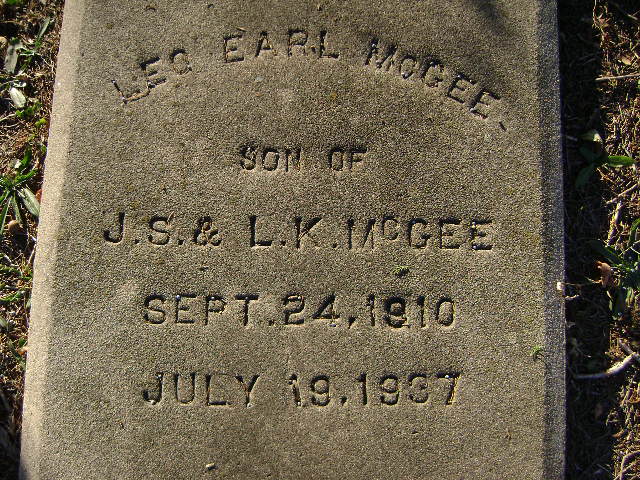 LEO EARL McGEE
SON OF
J.S. & L.K. McGEE
SEPT. 24, 1910
JULY 19, 1937